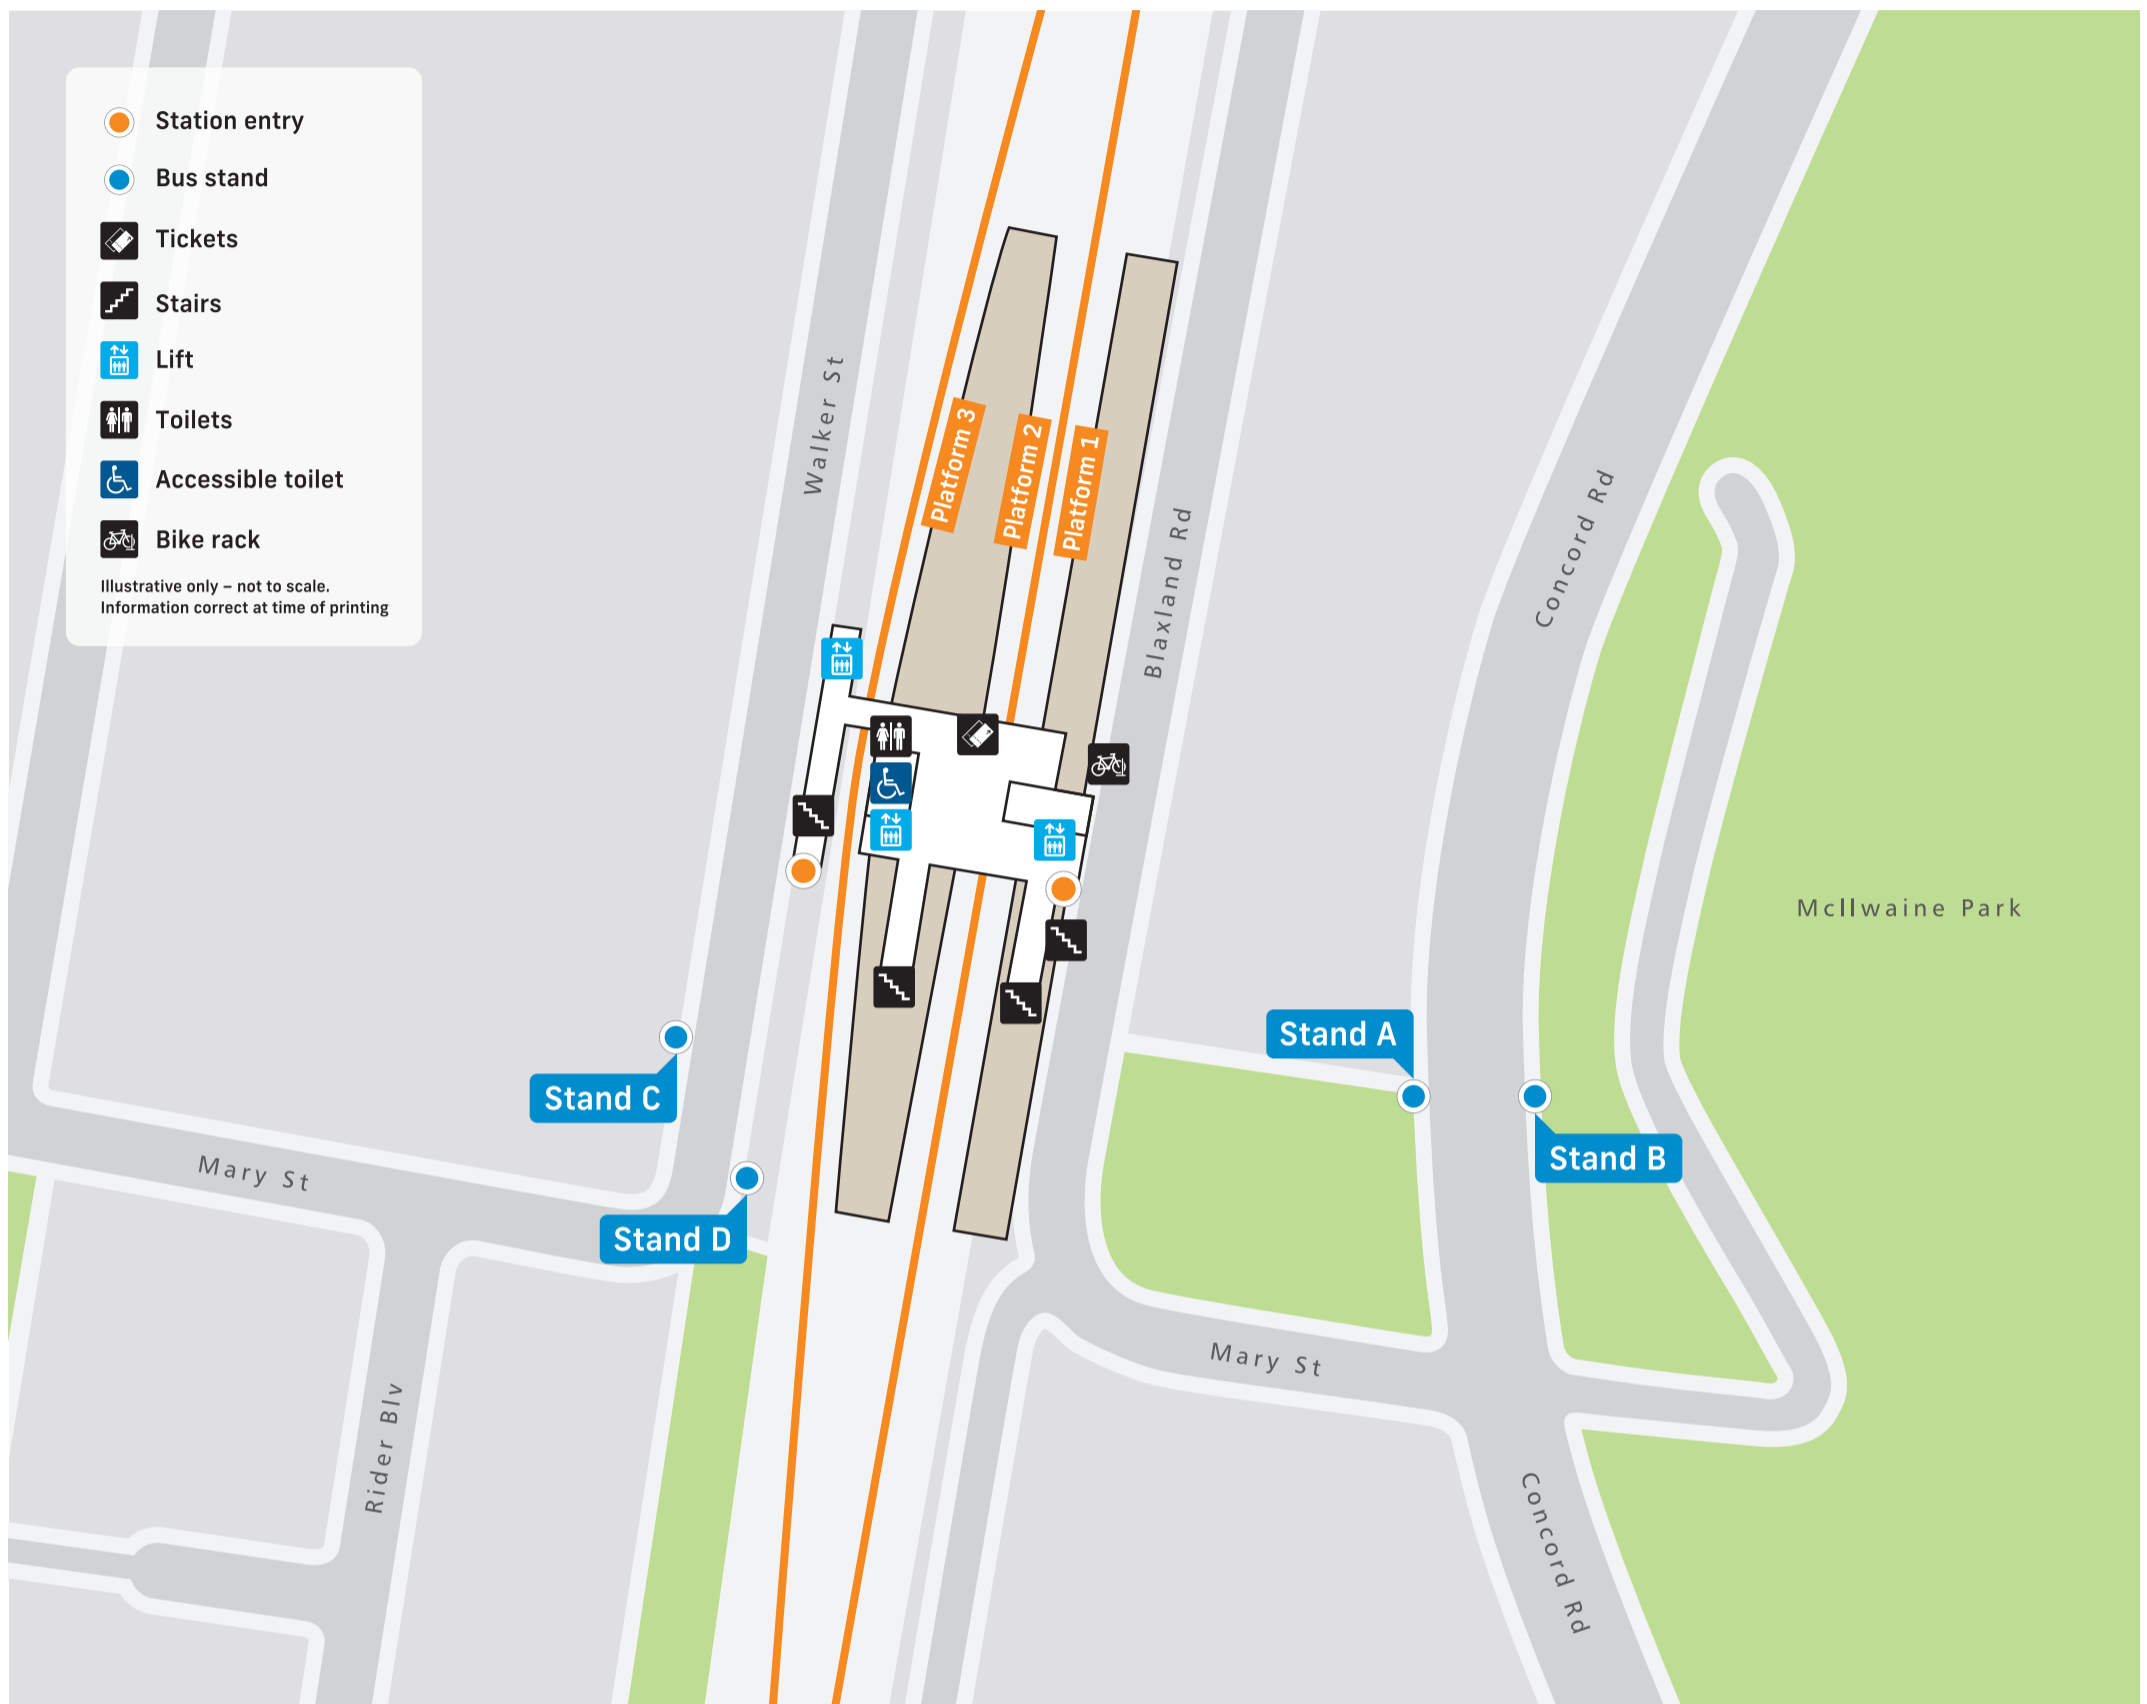 Station entry
Bus stand
Tickets
Stairs
Lift
Toilets
Accessible toilet
Bike rack
Illustrative only – not to scale.
Information correct at time of printing
Walker St
Platform 3
Platform 2
Platform 1
Blaxland Rd
Concord Rd
McIlwaine Park
Stand A
Stand C
Stand B
Mary St
Stand D
Mary St
Rider Blv
Concord Rd